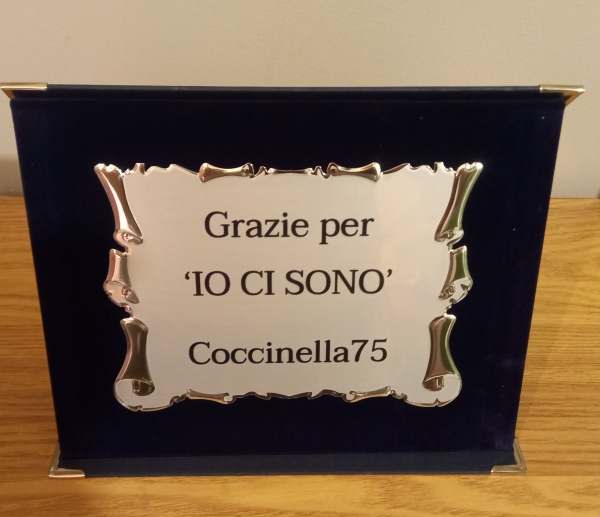 Grazie per
‘IO CI SONO’
Coccinella75